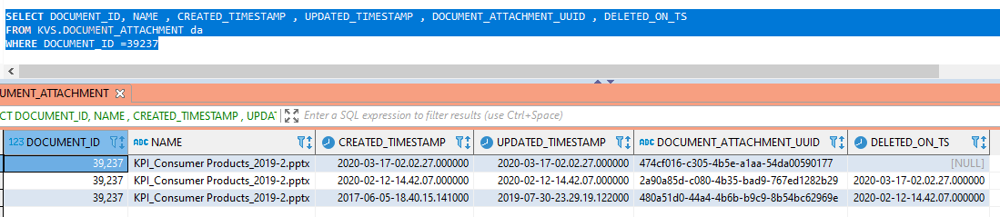 SELECT DOCUMENT_ID, NAME , CREATED_TIMESTAMP , UPDATED_TIMESTAMP , DOCUMENT_ATTACHMENT_UUID , DELETED_ON_TS
FROM KVS.DOCUMENT_ATTACHMENT da
WHERE DOCUMENT_ID =39237
UMENT_ATTACHMENT
CT DOCUMENT_ID, NAME , CREATED_TIMESTAMP , UPDA Enter a SQL expression to filter results (use Ctrl+Space)
123 DOCUMENT_ID ABC NAME CREATED_TIMESTAMP UPDATED_TIMESTAMP ABC DOCUMENT_ATTACHMENT_UUID DELETED_ON_TS
39,237 KPI_Consumer Products_2019-2.pptx 2020-03-17-02.02.27.000000 2020-03-17-02.02.27.000000 474cf016-c305-4b5e-a1aa-54da00590177 [NULL]
39,237 KPI_Consumer Products_2019-2.pptx 2020-02-12-14.42.07.000000 2020-02-12-14.42.07.000000 2a90a85d-c080-4b35-bad9-767ed1282b29 2020-03-17-02.02.27.000000
39,237 KPI_Consumer Products_2019-2.pptx 2017-06-05-18.40.15.141000 2019-07-30-23.29.19.122000 480a51d0-44a4-4b6b-b9c9-8b54bc62969e 2020-02-12-14.42.07.000000